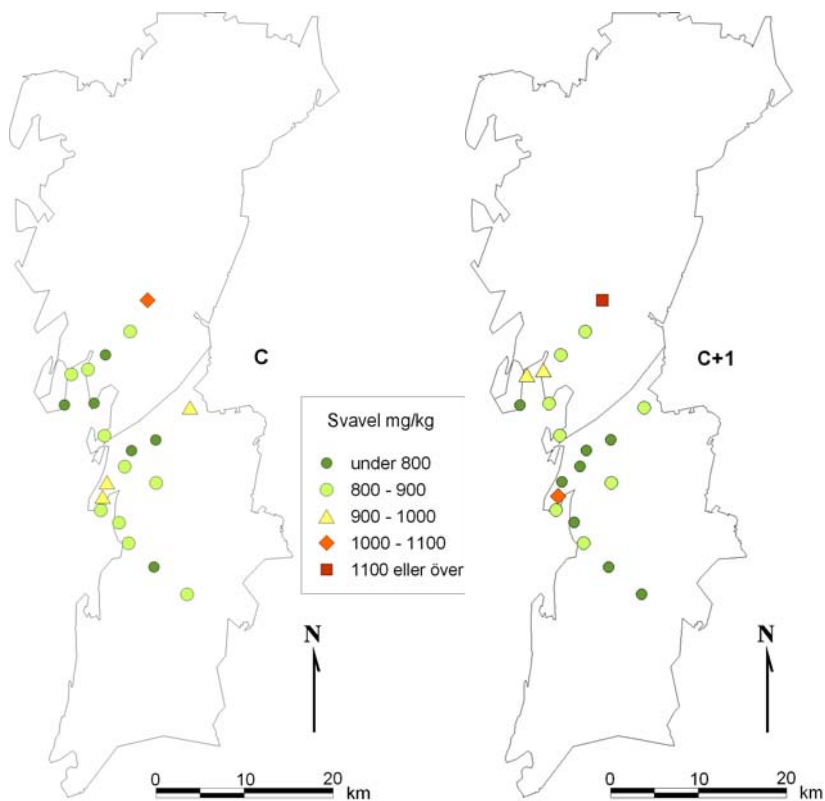 C
C+1
Svavel mg/kg
under 800
800 - 900
900 - 1000
1000 - 1100
1100 eller över
N
N
0 10 20
km
0 10 20
km